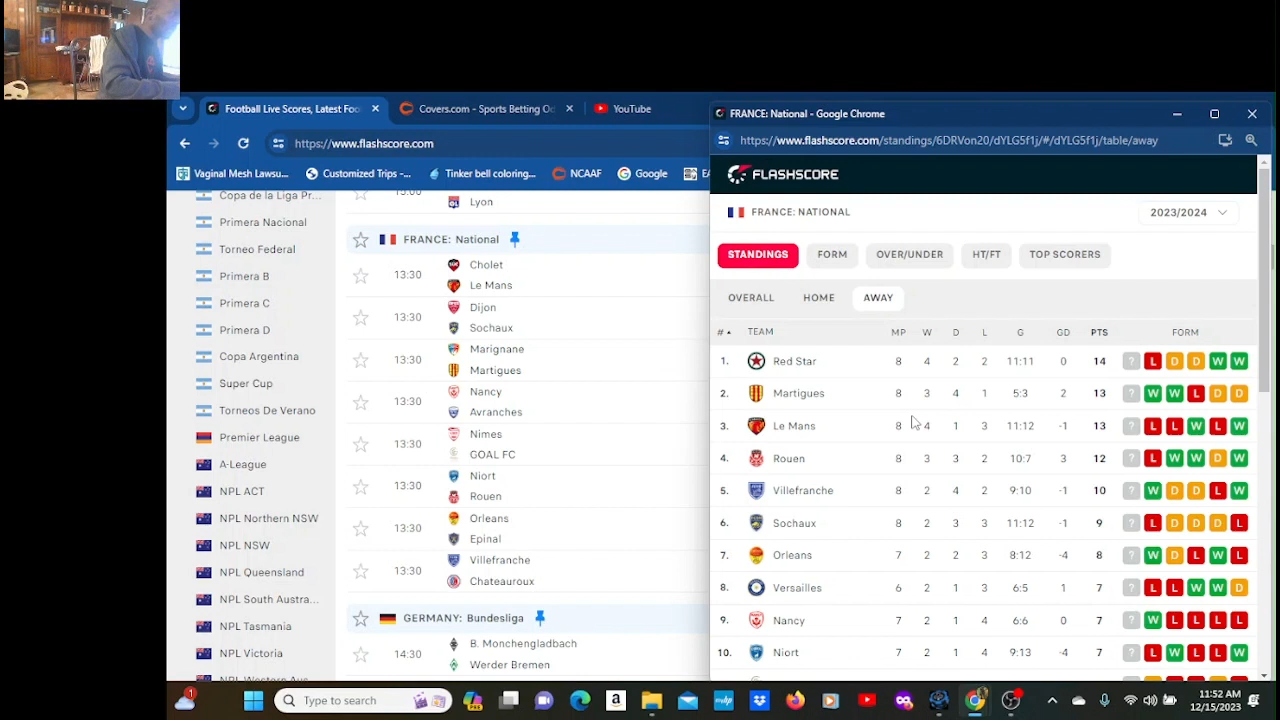 Football Live Scores, Latest Foo
Covers.com - Sports Betting Od
YouTube
https://www.flashscore.com
Vaginal Mesh Lawsu...
Customized Trips -...
Tinker bell coloring...
NCAAF
Google
Copa de la Liga Pr...
Primera Nacional
Torneo Federal
Primera B
Primera C
Primera D
Copa Argentina
Super Cup
Torneos De Verano
Premier League
A-League
NPL ACT
NPL Northern NSW
NPL NSW
NPL Queensland
NPL South Austra...
NPL Tasmania
NPL Victoria
NPL Western Aus...
Lyon
FRANCE: National
13:30 Cholet
Le Mans
13:30 Dijon
Sochaux
13:30 Marignane
Martigues
13:30 Nancy
Avranches
13:30 Nimes
GOAL FC
13:30 Niort
Rouen
13:30 Orleans
Epinal
13:30 Villefranche
Chateauroux
GERMANY: Bundesliga
14:30 B. Monchengladbach
Werder Bremen
FRANCE: National - Google Chrome
https://www.flashscore.com/standings/6DRVon20/dYLG5f1j/#/dYLG5f1j/table/away
FLASHSCORE
FRANCE: NATIONAL 2023/2024
STANDINGS FORM OVER/UNDER HT/FT TOP SCORERS
OVERALL HOME AWAY
# TEAM MP W D L G GD PTS FORM
1. Red Star 8 4 2 2 11:11 0 14 ? L D D W W
2. Martigues 8 3 4 1 5:3 2 13 ? W W L D D
3. Le Mans 8 4 1 3 11:12 -1 13 ? L L W L W
4. Rouen 8 3 3 2 10:7 3 12 ? L W W D W
5. Villefranche 8 2 4 2 9:10 -1 10 ? W D D L W
6. Sochaux 8 2 3 3 11:12 -1 9 ? L D D D L
7. Orleans 7 2 2 3 8:12 -4 8 ? W D L W L
8. Versailles 6 2 1 3 6:5 1 7 ? L L W W D
9. Nancy 7 2 1 4 6:6 0 7 ? W L L L L
10. Niort 7 2 1 4 9:13 -4 7 ? L W L L W
1
Type to search
11:52 AM
12/15/2023